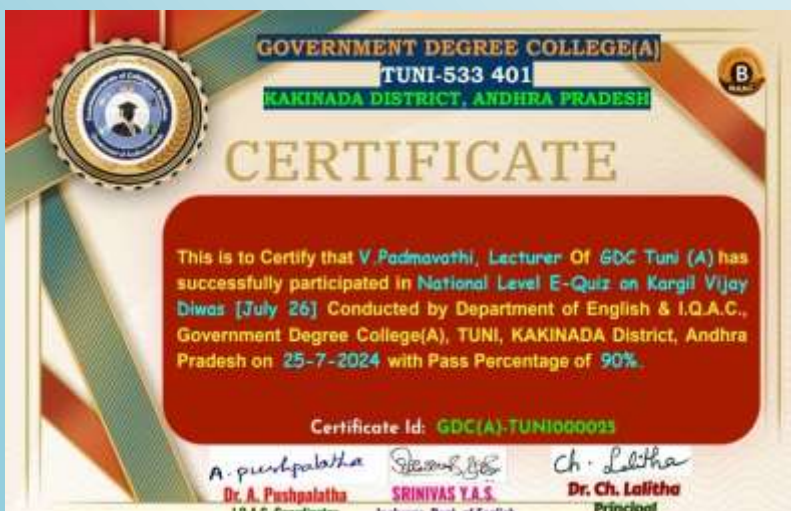 GOVERNMENT DEGREE COLLEGE(A)
TUNI-533 401
KAKINADA DISTRICT, ANDHRA PRADESH
B
NAAC
CERTIFICATE
This is to Certify that V.Padmavathi, Lecturer Of GDC Tuni (A) has
successfully participated in National Level E-Quiz on Kargil Vijay
Diwas [July 26] Conducted by Department of English & I.Q.A.C.,
Government Degree College(A), TUNI, KAKINADA District, Andhra
Pradesh on 25-7-2024 with Pass Percentage of 90%.
Certificate Id: GDC(A)-TUNI000025
A. pushpalatha
Ch. Lalitha
Dr. A. Pushpalatha
SRINIVAS Y.A.S.
Dr. Ch. Lalitha
I.Q.A.C. Coordinator
Principal